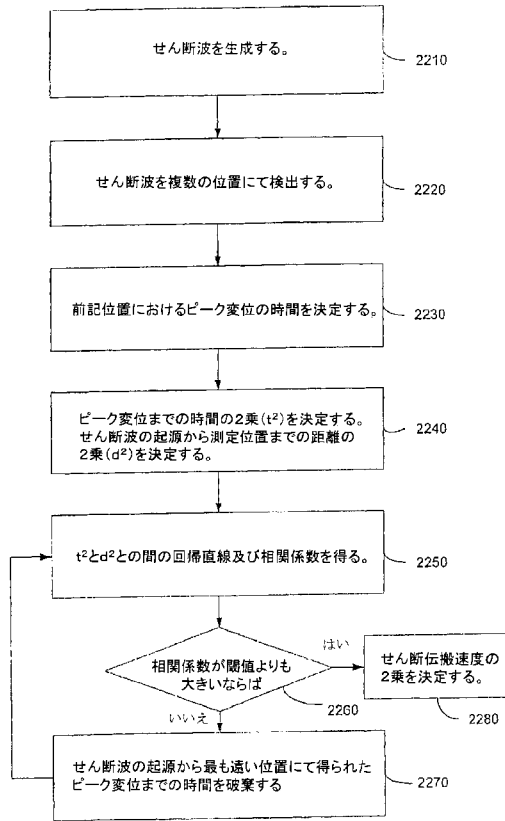 せん断波を生成する。
2210
せん断波を複数の位置にて検出する。
2220
前記位置におけるピーク変位の時間を決定する。
2230
ピーク変位までの時間の2乗(t²)を決定する。
せん断波の起源から測定位置までの距離の
2乗(d²)を決定する。
2240
t²とd²との間の回帰直線及び相関係数を得る。
2250
相関係数が閾値よりも
大きいならば
2260
はい
せん断伝搬速度の
2乗を決定する。
2280
いいえ
せん断波の起源から最も遠い位置にて得られた
ピーク変位までの時間を破棄する
2270